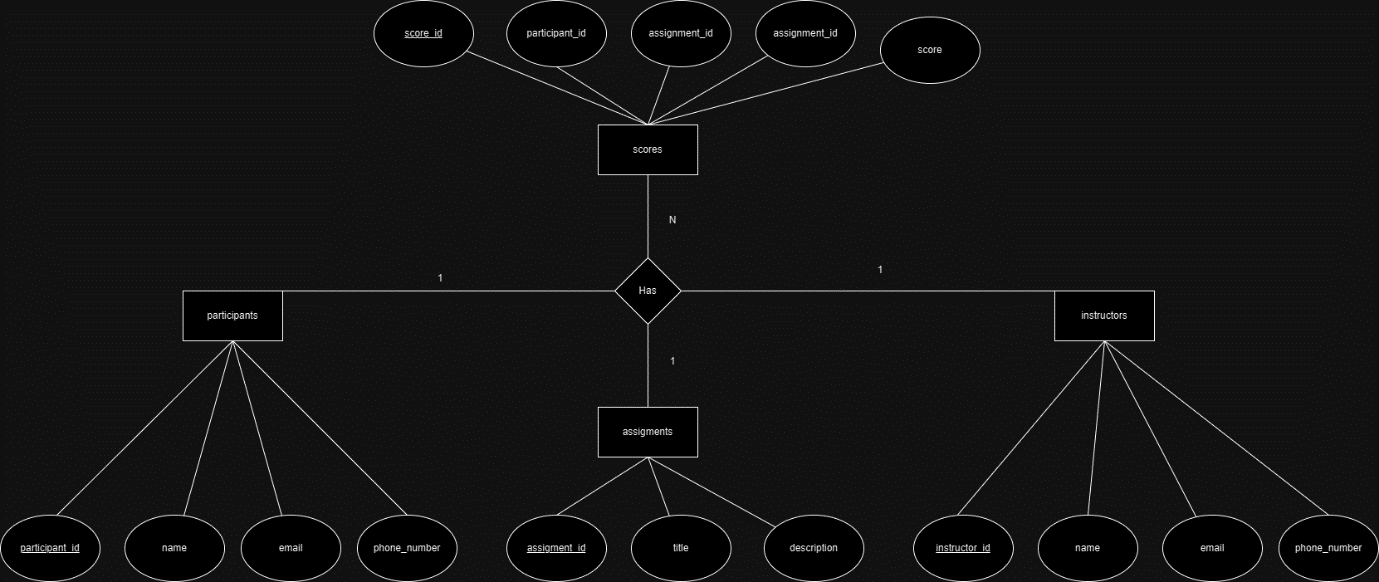 score_id
participant_id
assignment_id
assignment_id
score
scores
N
Has
1
1
participants
instructors
1
assigments
participant_id
name
email
phone_number
assigment_id
title
description
instructor_id
name
email
phone_number